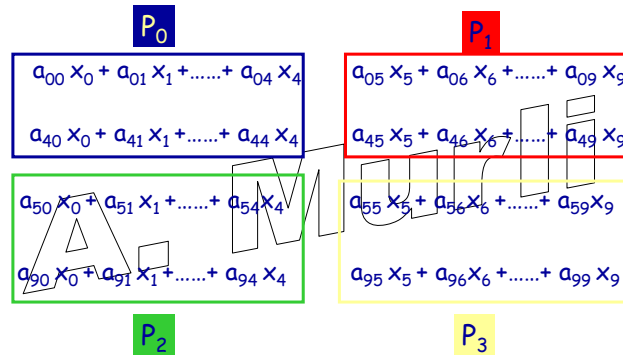 P₀ P₁
a₀₀ x₀ + a₀₁ x₁ +……+ a₀₄ x₄ a₀₅ x₅ + a₀₆ x₆ +……+ a₀₉ x₉
a₄₀ x₀ + a₄₁ x₁ +……+ a₄₄ x₄ a₄₅ x₅ + a₄₆ x₆ +……+ a₄₉ x₉
a₅₀ x₀ + a₅₁ x₁ +……+ a₅₄ x₄ a₅₅ x₅ + a₅₆ x₆ +……+ a₅₉ x₉
a₉₀ x₀ + a₉₁ x₁ +……+ a₉₄ x₄ a₉₅ x₅ + a₉₆ x₆ +……+ a₉₉ x₉
P₂ P₃
A. Murli